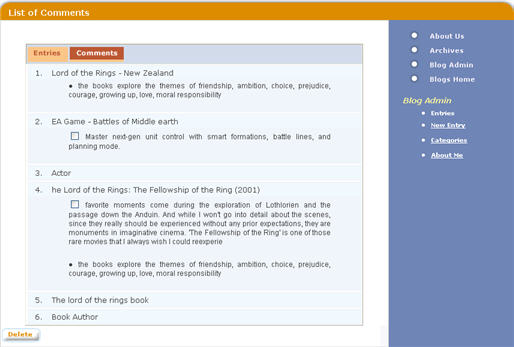 List of Comments
Entries Comments
1. Lord of the Rings - New Zealand
• the books explore the themes of friendship, ambition, choice, prejudice,
courage, growing up, love, moral responsibility
2. EA Game - Battles of Middle earth
Master next-gen unit control with smart formations, battle lines, and
planning mode.
3. Actor
4. he Lord of the Rings: The Fellowship of the Ring (2001)
favorite moments come during the exploration of Lothlorien and the
passage down the Anduin. And while I won't go into detail about the scenes,
since they really should be experienced without any prior expectations, they are
monuments in imaginative cinema. 'The Fellowship of the Ring' is one of those
rare movies that I always wish I could reexperie
• the books explore the themes of friendship, ambition, choice, prejudice,
courage, growing up, love, moral responsibility
5. The lord of the rings book
6. Book Author
Delete
About Us
Archives
Blog Admin
Blogs Home
Blog Admin
• Entries
• New Entry
• Categories
• About Me